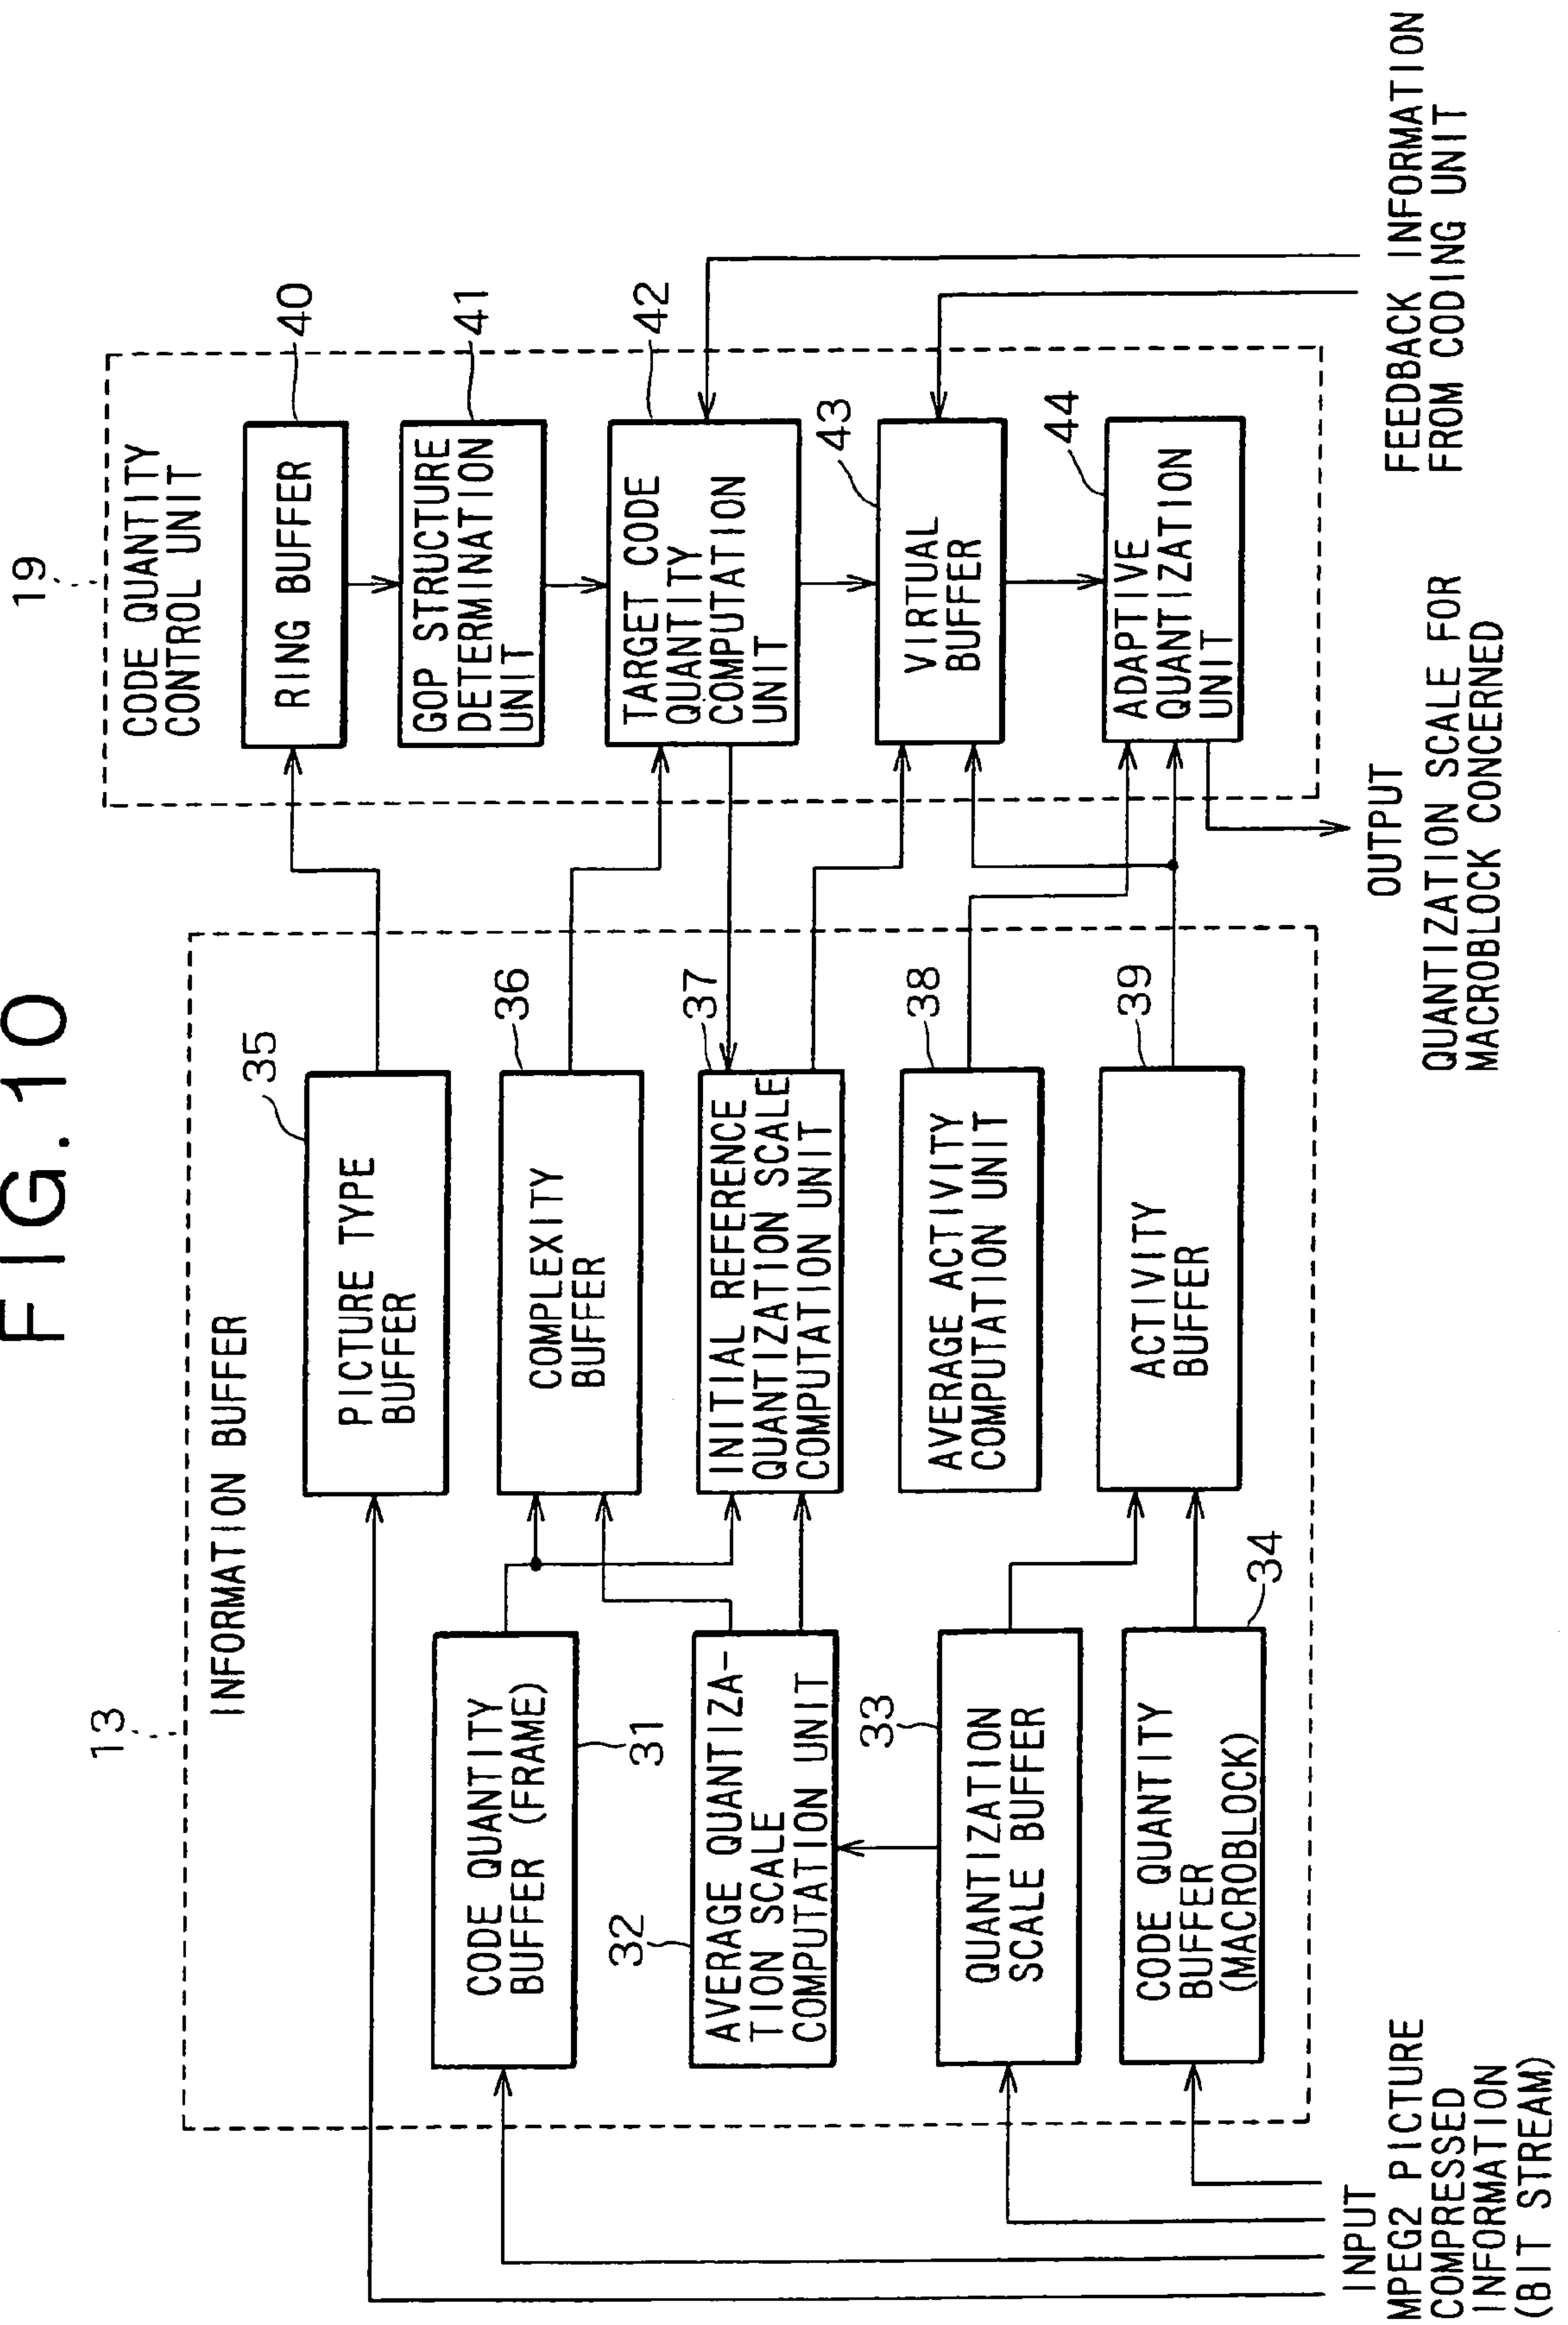 FIG.10
13
INFORMATION BUFFER
35
PICTURE TYPE
BUFFER
CODE QUANTITY
BUFFER (FRAME)
31
36
COMPLEXITY
BUFFER
32
AVERAGE QUANTIZA-
TION SCALE
COMPUTATION UNIT
37
INITIAL REFERENCE
QUANTIZATION SCALE
COMPUTATION UNIT
33
QUANTIZATION
SCALE BUFFER
38
AVERAGE ACTIVITY
COMPUTATION UNIT
CODE QUANTITY
BUFFER
(MACROBLOCK)
34
39
ACTIVITY
BUFFER
INPUT
MPEG2 PICTURE
COMPRESSED
INFORMATION
(BIT STREAM)
19
CODE QUANTITY
CONTROL UNIT
40
RING BUFFER
41
GOP STRUCTURE
DETERMINATION
UNIT
42
TARGET CODE
QUANTITY
COMPUTATION
UNIT
43
VIRTUAL
BUFFER
44
ADAPTIVE
QUANTIZATION
UNIT
OUTPUT
QUANTIZATION SCALE FOR
MACROBLOCK CONCERNED
FEEDBACK INFORMATION
FROM CODING UNIT